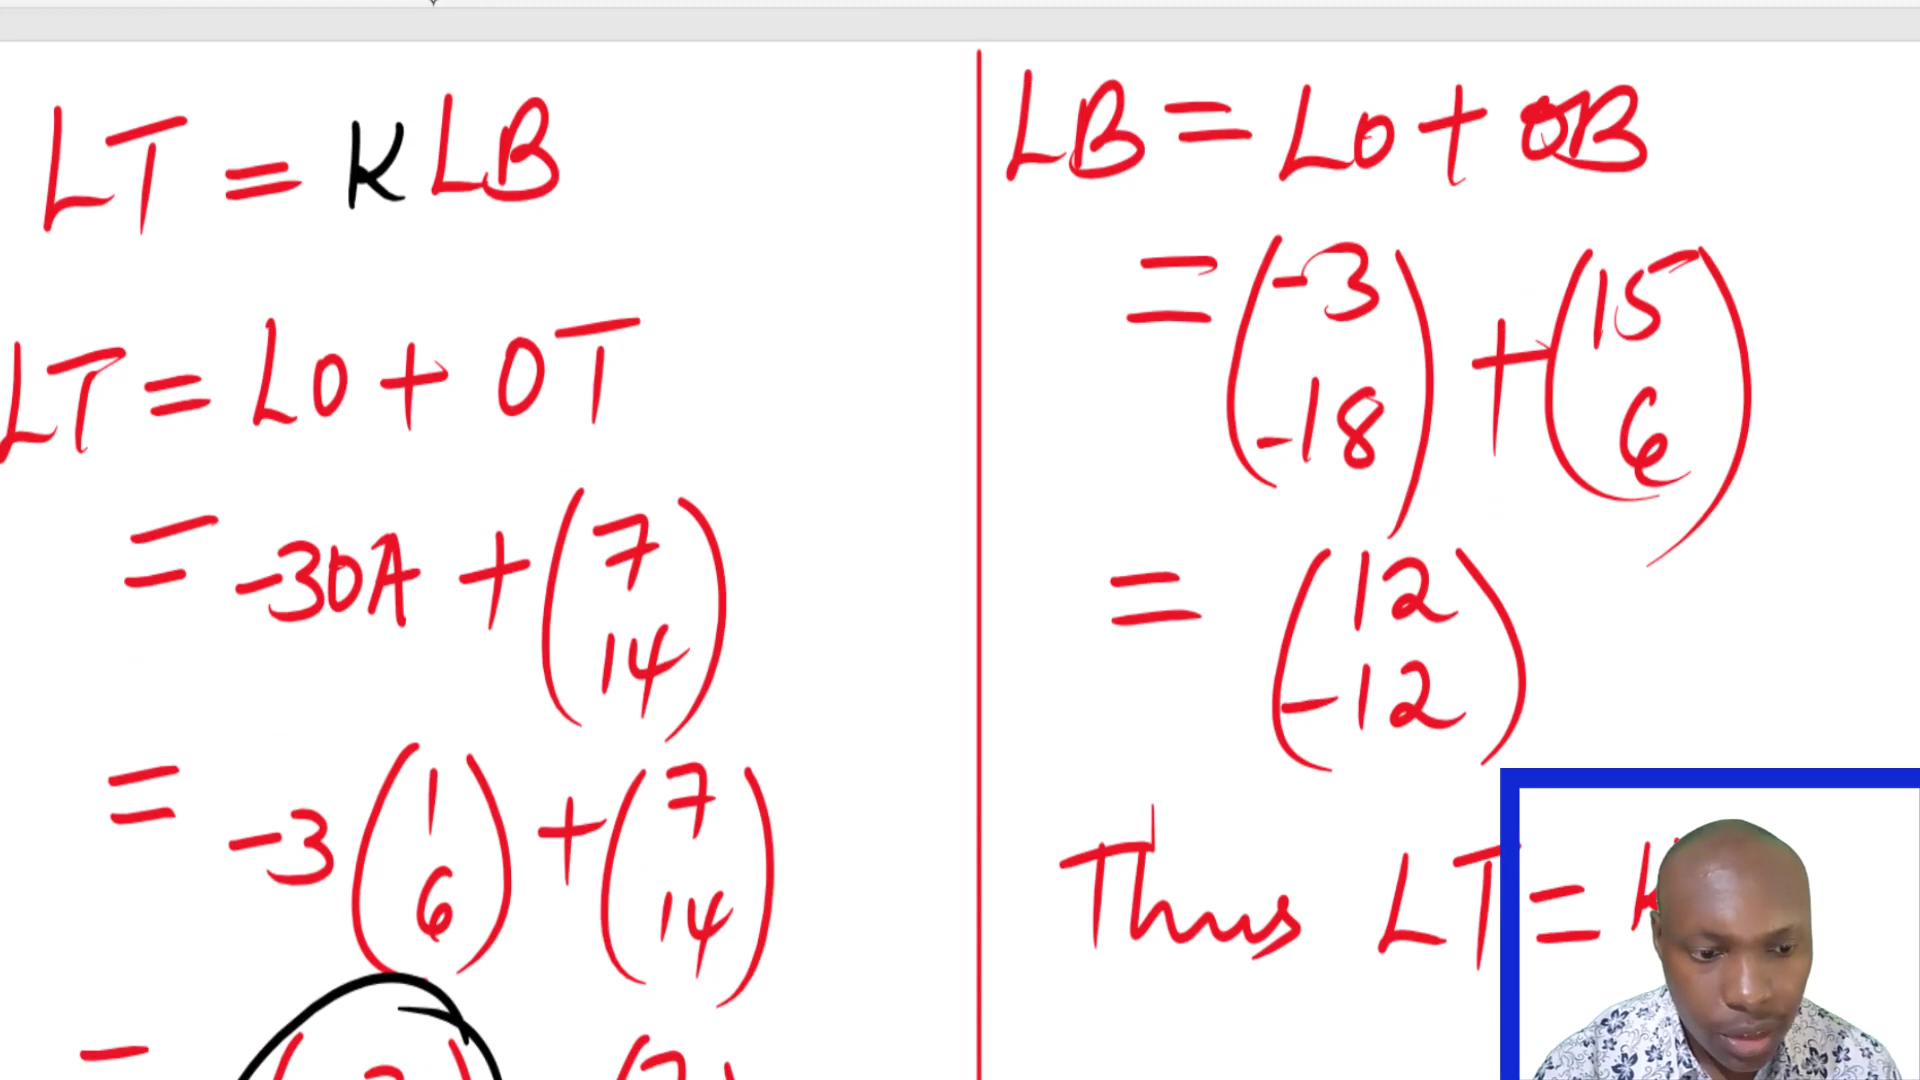 LT = K LB
LT = LO + OT
= -3OA + (7 14)
= -3 (1 6) + (7 14)
LB = LO + OB
= (-3 -18) + (15 6)
= (12 -12)
Thus LT =